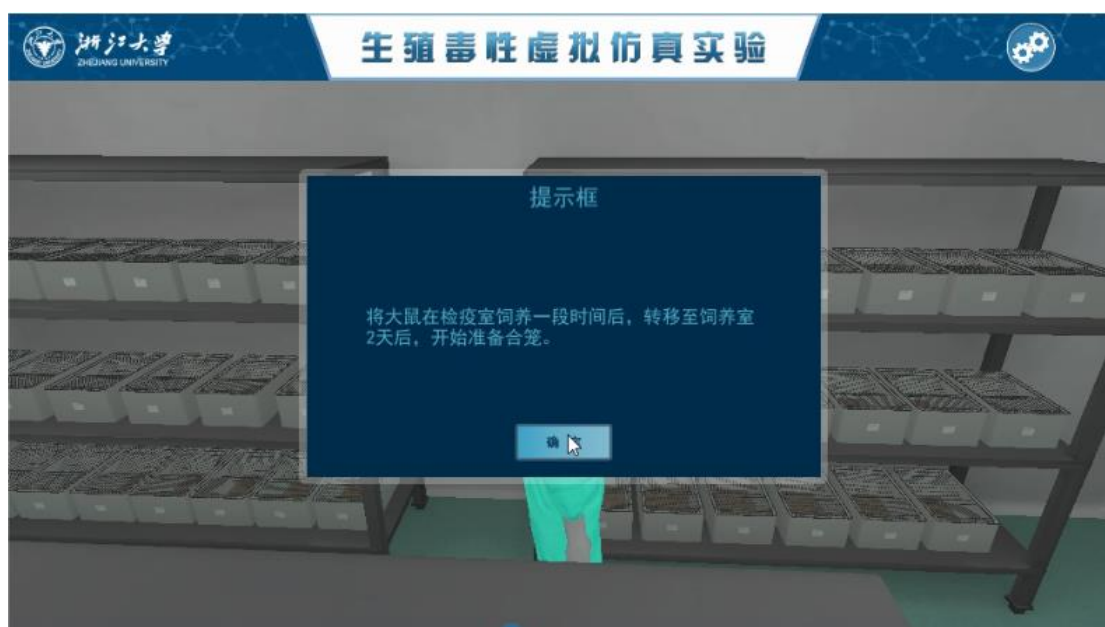 浙江大学
ZHEJIANG UNIVERSITY
生殖毒性虚拟仿真实验
提示框
将大鼠在检疫室饲养一段时间后，转移至饲养室
2天后，开始准备合笼。
确